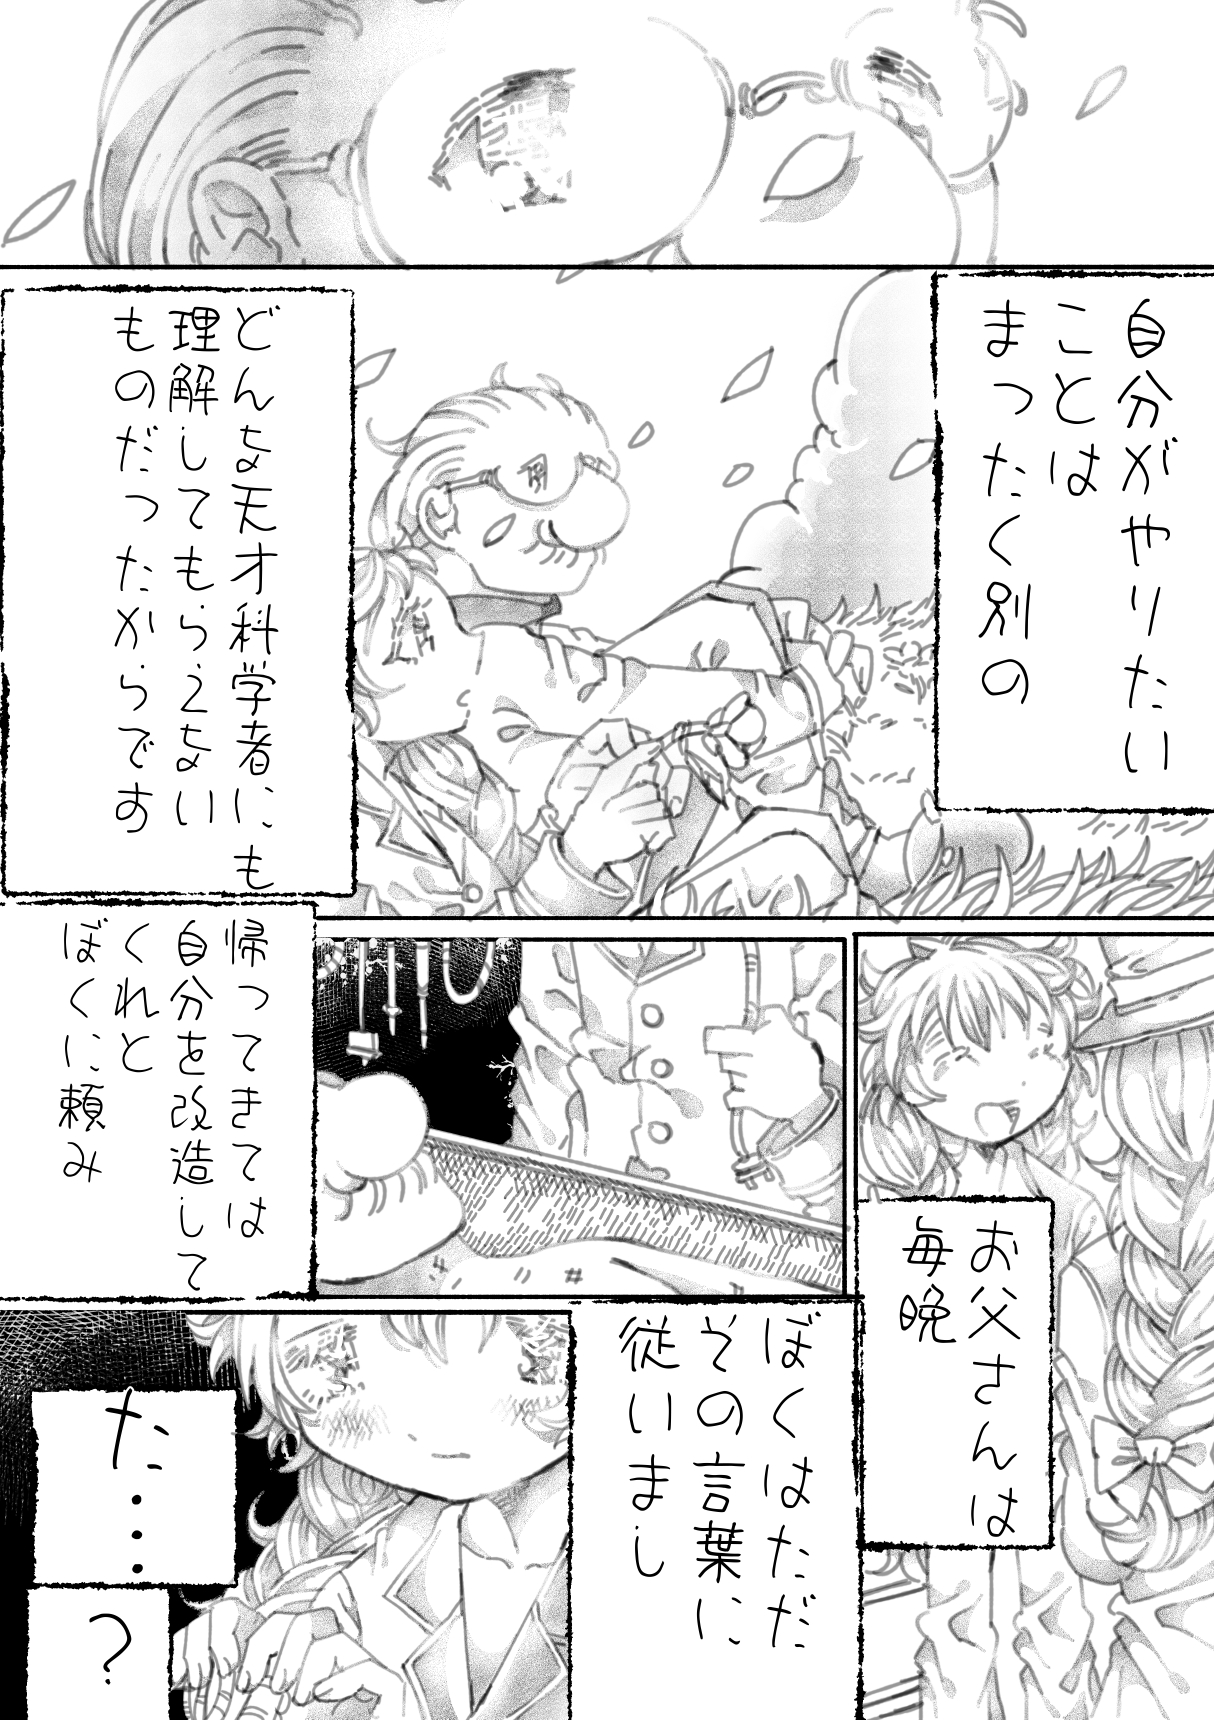 自分がやりたい
ことは
まったく別の
どんな天才科学者にも
理解してもらえない
ものだったからです
お父さんは
毎晩
帰ってきては
自分を改造して
くれと
ぼくに頼み
ぼくはただ
その言葉に
従いまし
た…
?